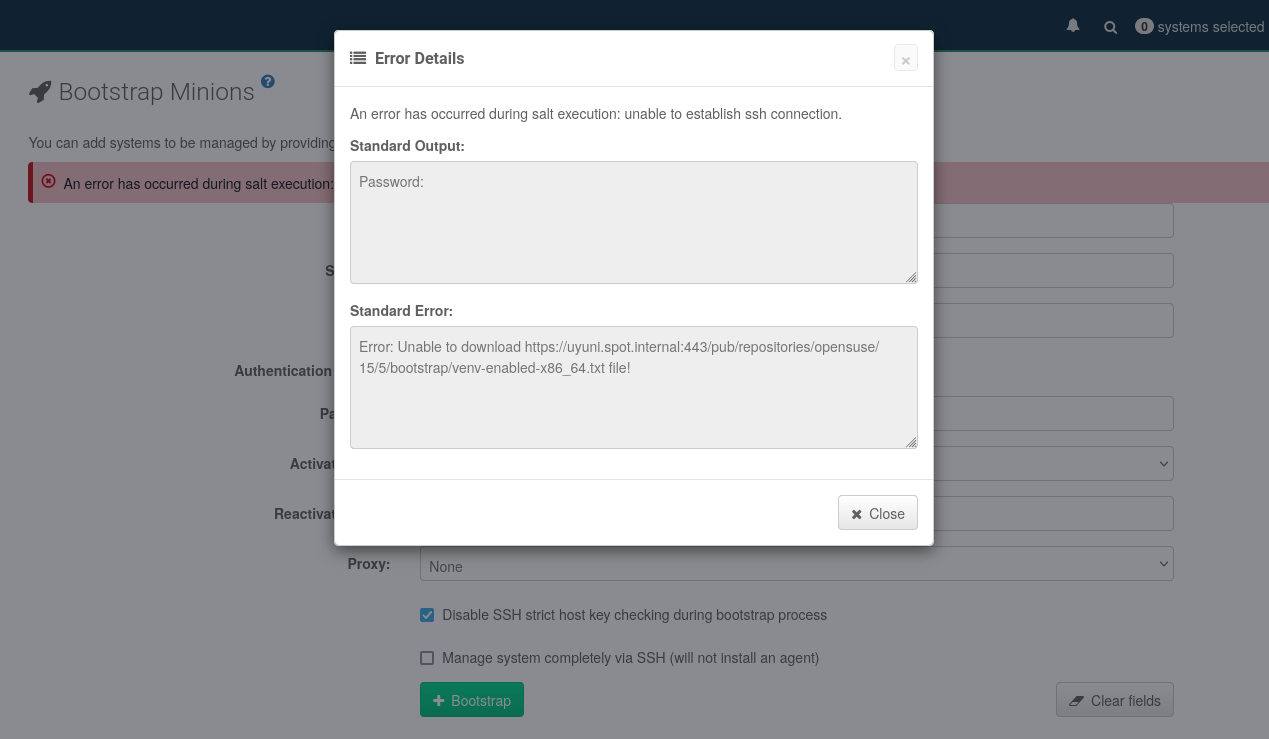 0 systems selected
Error Details
×
Bootstrap Minions ?
An error has occurred during salt execution: unable to establish ssh connection.
You can add systems to be managed by providing
Standard Output:
An error has occurred during salt execution:
Password:
S
Standard Error:
Error: Unable to download https://uyuni.spot.internal:443/pub/repositories/opensuse/
15/5/bootstrap/venv-enabled-x86_64.txt file!
Authentication
Pa
Activat
Reactivat
Close
Proxy:
None
Disable SSH strict host key checking during bootstrap process
Manage system completely via SSH (will not install an agent)
Bootstrap
Clear fields